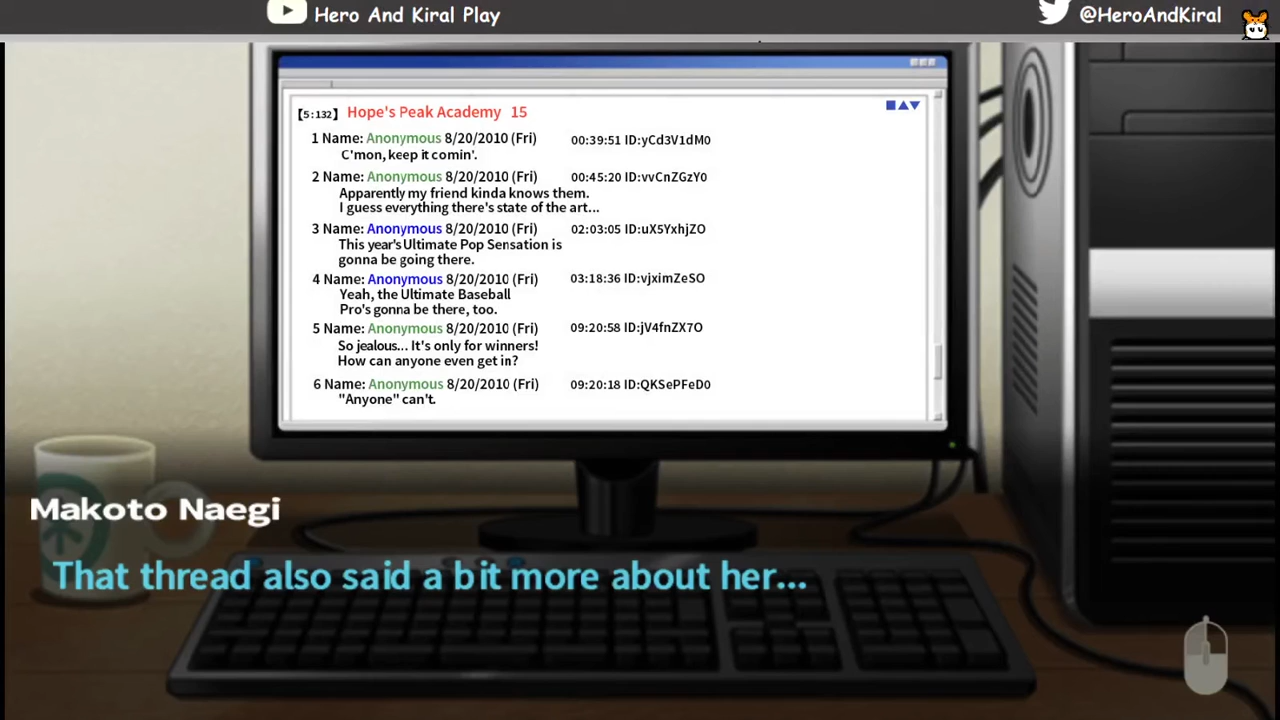 Hero And Kiral Play
@HeroAndKiral
【5:132】 Hope's Peak Academy 15
■▲▼
1 Name: Anonymous 8/20/2010 (Fri) 00:39:51 ID:yCd3V1dM0
C'mon, keep it comin'.
2 Name: Anonymous 8/20/2010 (Fri) 00:45:20 ID:vvCnZGzY0
Apparently my friend kinda knows them.
I guess everything there's state of the art...
3 Name: Anonymous 8/20/2010 (Fri) 02:03:05 ID:uX5YxhjZO
This year's Ultimate Pop Sensation is
gonna be going there.
4 Name: Anonymous 8/20/2010 (Fri) 03:18:36 ID:vjximZeSO
Yeah, the Ultimate Baseball
Pro's gonna be there, too.
5 Name: Anonymous 8/20/2010 (Fri) 09:20:58 ID:jV4fnZX7O
So jealous... It's only for winners!
How can anyone even get in?
6 Name: Anonymous 8/20/2010 (Fri) 09:20:18 ID:QKSePFeD0
"Anyone" can't.
Makoto Naegi
That thread also said a bit more about her...